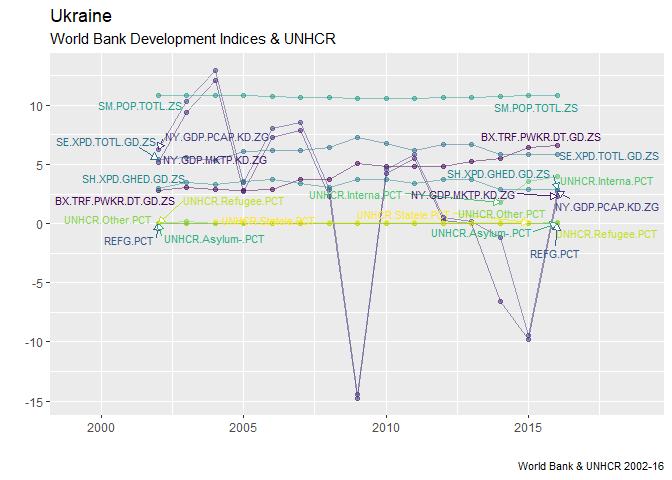 Ukraine
World Bank Development Indices & UNHCR
10
5
0
-5
-10
-15
SM.POP.TOTL.ZS
SM.POP.TOTL.ZS
SE.XPD.TOTL.GD.ZS
NY.GDP.PCAP.KD.ZG
BX.TRF.PWKR.DT.GD.ZS
NY.GDP.MKTP.KD.ZG
SE.XPD.TOTL.GD.ZS
SH.XPD.GHED.GD.ZS
SH.XPD.GHED.GD.ZS
UNHCR.Interna.PCT
UNHCR.Interna.PCT
NY.GDP.MKTP.KD.ZG
BX.TRF.PWKR.DT.GD.ZS
UNHCR.Refugee.PCT
NY.GDP.PCAP.KD.ZG
UNHCR.Other.PCT
UNHCR.Statele.PCT
UNHCR.Statele.PCT
UNHCR.Other.PCT
REFG.PCT
UNHCR.Asylum-.PCT
UNHCR.Asylum-.PCT
UNHCR.Refugee.PCT
REFG.PCT
2000
2005
2010
2015
World Bank & UNHCR 2002-16